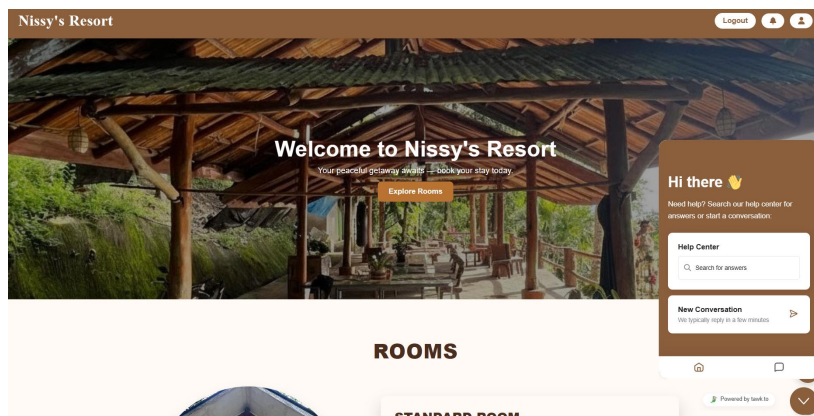 Nissy's Resort
Logout
Welcome to Nissy's Resort
Your peaceful getaway awaits — book your stay today.
Explore Rooms
Hi there 👋
Need help? Search our help center for
answers or start a conversation:
Help Center
Search for answers
New Conversation
We typically reply in a few minutes
Powered by tawk.to
ROOMS
STANDARD ROOM